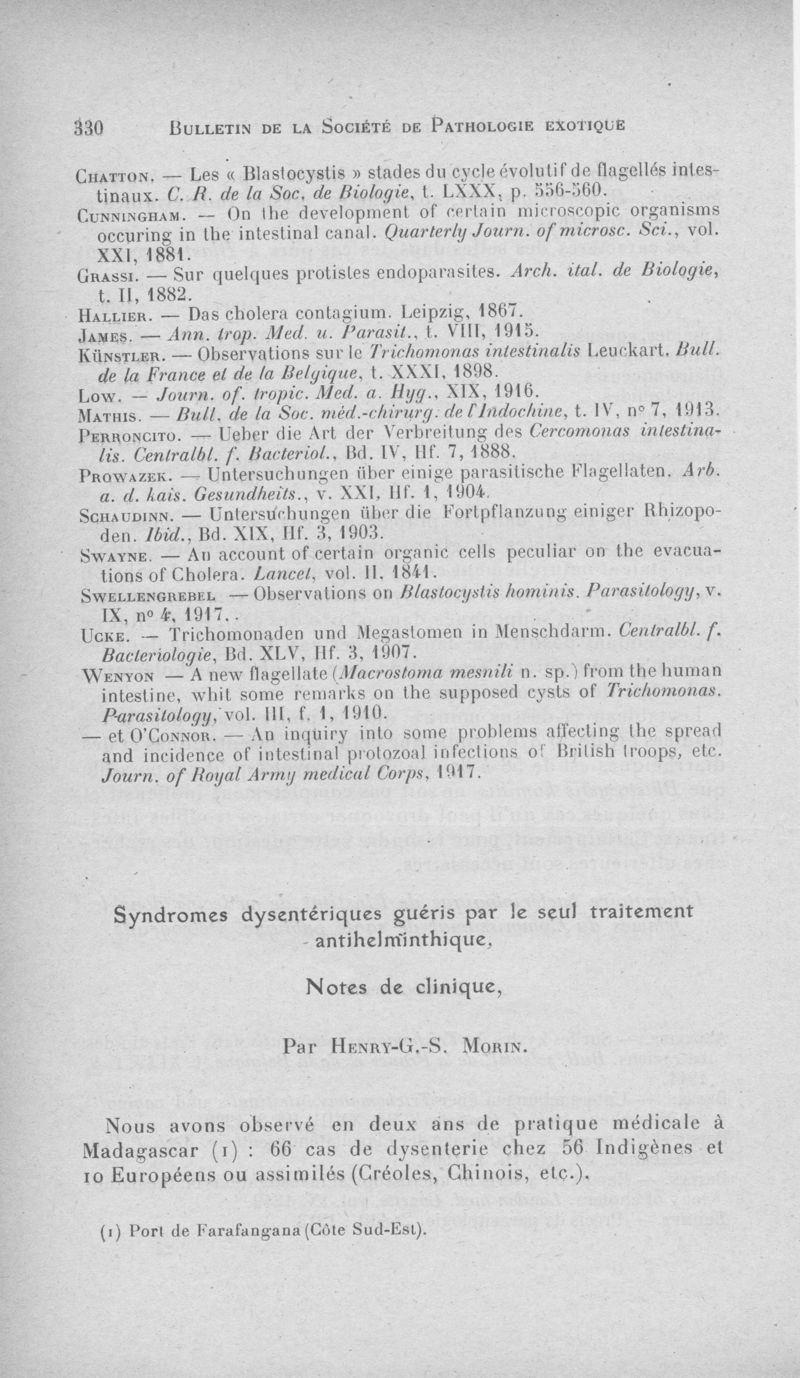 330 BULLETIN DE LA SOCIÉTÉ DE PATHOLOGIE EXOTIQUE
CHATTON. — Les « Blastocystis » stades du cycle évolutif de flagellés intes-
tinaux. C. R. de la Soc. de Biologie, t. LXXX, p. 556-560.
CUNNINGHAM. — On the development of certain microscopic organisms
occuring in the intestinal canal. Quarterly Journ. of microsc. Sci., vol.
XXI, 1881.
GRASSI. — Sur quelques protistes endoparasites. Arch. ital. de Biologie,
t. II, 1882.
HALLIER. — Das cholera contagium. Leipzig, 1867.
JAMES. — Ann. trop. Med. u. Parasit., t. VIII, 1915.
KÜNSTLER. — Observations sur le Trichomonas intestinalis Leuckart. Bull.
de la France et de la Belgique, t. XXXI, 1898.
LOW. — Journ. of. tropic. Med. a. Hyg., XIX, 1916.
MATHIS. — Bull. de la Soc. méd.-chirurg. de l'Indochine, t. IV, n° 7, 1913.
PERRONCITO. — Ueber die Art der Verbreitung des Cercomonas intestina-
lis. Centralbl. f. Bacteriol., Bd. IV, Hf. 7, 1888.
PROWAZEK. — Untersuchungen über einige parasitische Flagellaten. Arb.
a. d. kais. Gesundheits., v. XXI, Hf. 1, 1904.
SCHAUDINN. — Untersuchungen über die Fortpflanzung einiger Rhizopo-
den. Ibid., Bd. XIX, Hf. 3, 1903.
SWAYNE. — An account of certain organic cells peculiar on the evacua-
tions of Cholera. Lancet, vol. II, 1841.
SWELLENGREBEL — Observations on Blastocystis hominis. Parasitology, v.
IX, n° 4, 1917.
UCKE. — Trichomonaden und Megastomen in Menschdarm. Centralbl. f.
Bacteriologie, Bd. XLV, Hf. 3, 1907.
WENYON — A new flagellate (Macrostoma mesnili n. sp.) from the human
intestine, whit some remarks on the supposed cysts of Trichomonas.
Parasitology, vol. III, f. 1, 1910.
— et O'CONNOR. — An inquiry into some problems affecting the spread
and incidence of intestinal protozoal infections of British troops, etc.
Journ. of Royal Army medical Corps, 1917.
Syndromes dysentériques guéris par le seul traitement
antihelminthique,
Notes de clinique,
Par HENRY-G.-S. MORIN.
Nous avons observé en deux ans de pratique médicale à
Madagascar (1) : 66 cas de dysenterie chez 56 Indigènes et
10 Européens ou assimilés (Créoles, Chinois, etc.).
(1) Port de Farafangana (Côte Sud-Est).